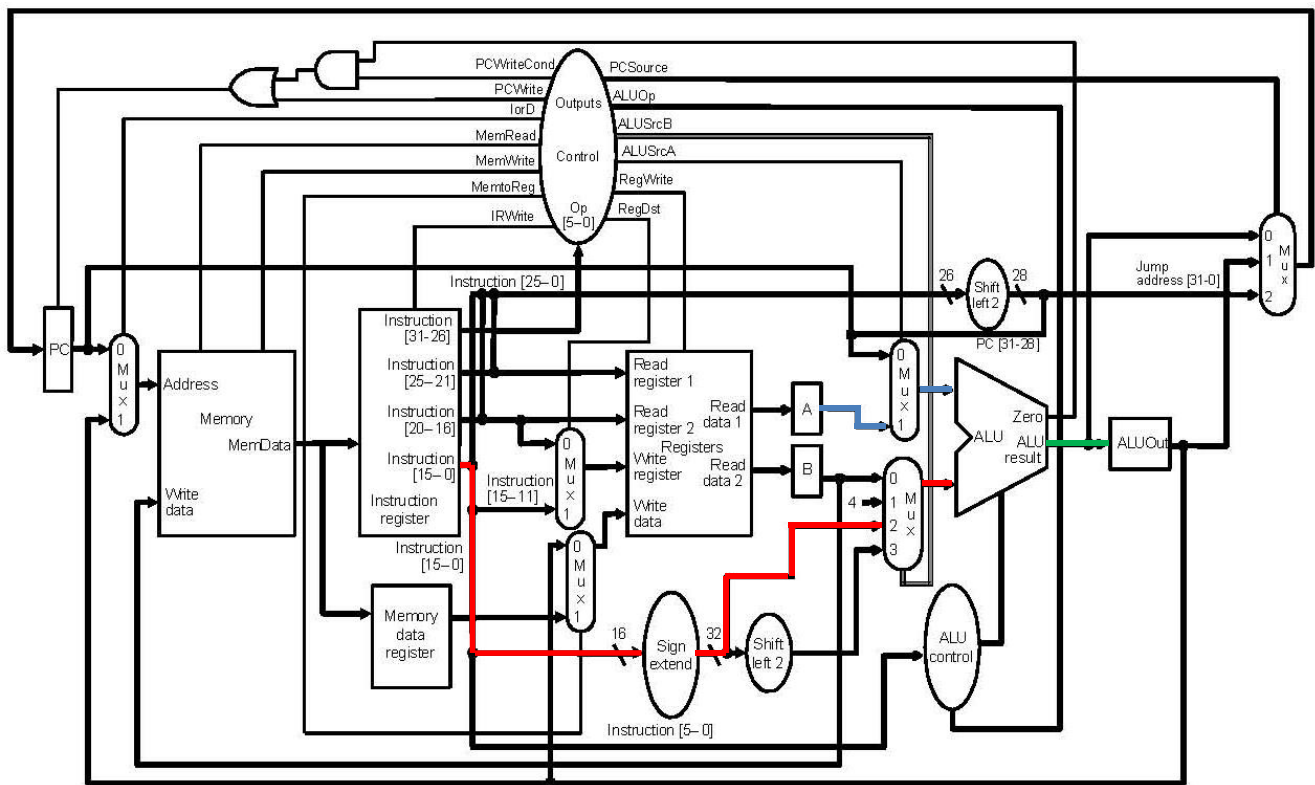 PCWriteCond
PCSource
PCWrite
Outputs
ALUOp
IorD
ALUSrcB
MemRead
Control
ALUSrcA
MemWrite
RegWrite
MemtoReg
Op
[5–0]
RegDst
IRWrite
0
1
2
M
u
x
Instruction [25–0]
26
Shift
left 2
28
Jump
address [31-0]
PC [31-28]
PC
0
M
u
x
1
Address
Memory
MemData
Write
data
Instruction
[31-26]
Instruction
[25–21]
Instruction
[20–16]
Instruction
[15–0]
Instruction
register
Instruction
[15–11]
0
M
u
x
1
Read
register 1
Read
register 2
Registers
Write
register
Write
data
Read
data 1
Read
data 2
A
B
0
M
u
x
1
4
0
1
2
3
M
u
x
Zero
ALU
ALU
result
ALUOut
Instruction
[15–0]
0
M
u
x
1
Memory
data
register
16
Sign
extend
32
Shift
left 2
ALU
control
Instruction [5–0]